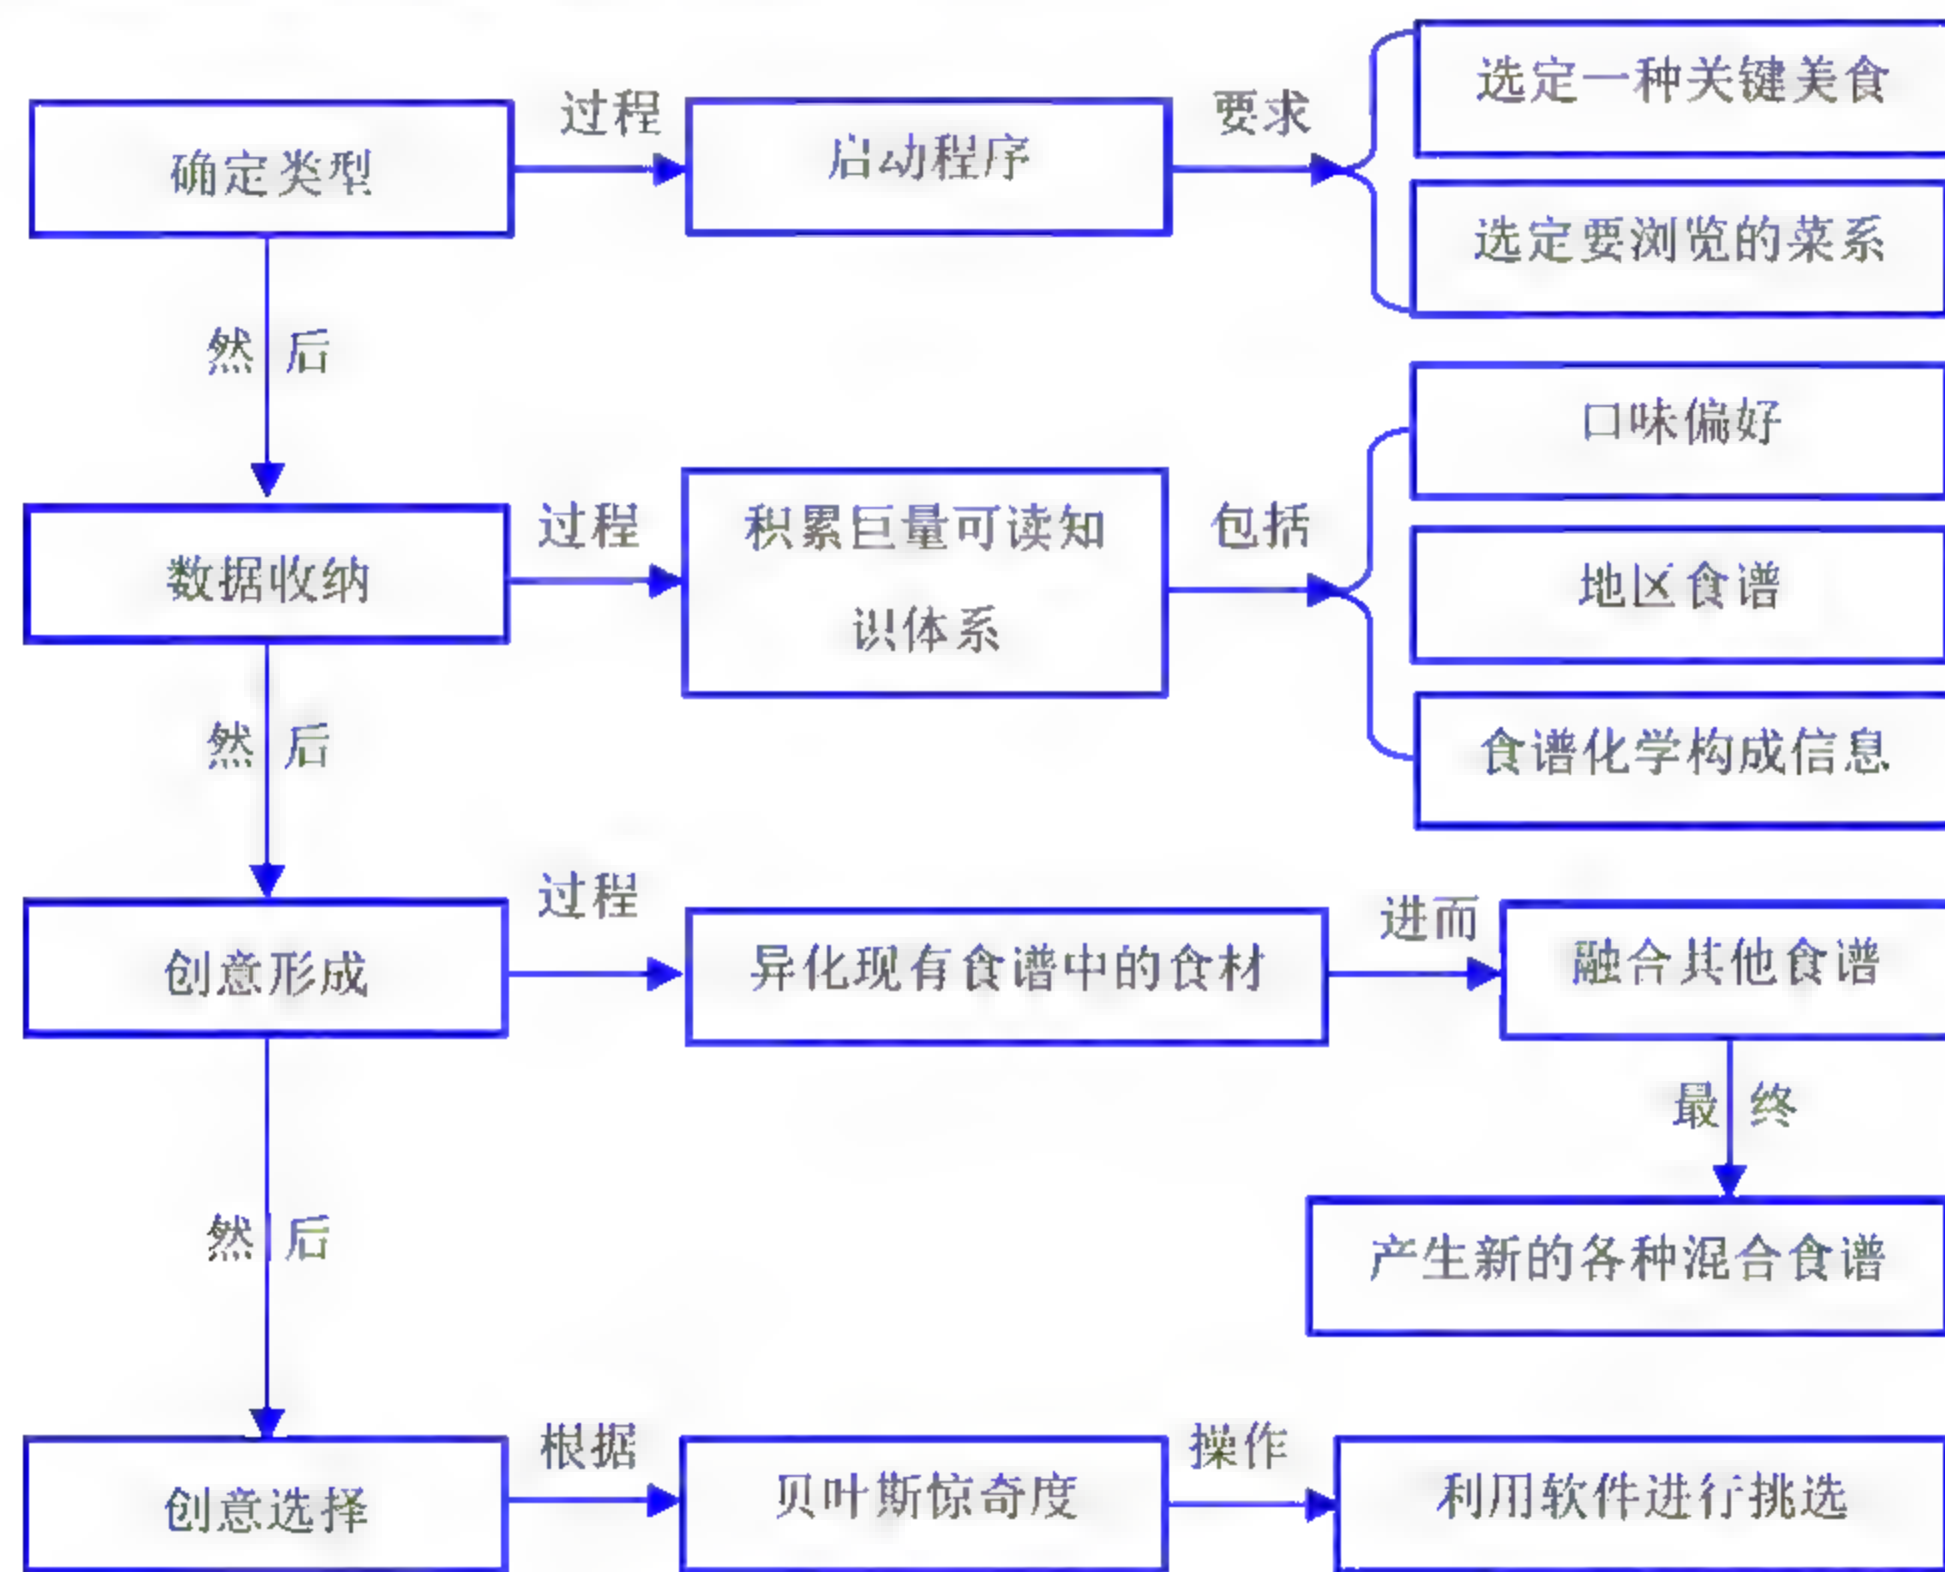 选定一种关键美食
过程
要求
确定类型
启动程序
选定要浏览的菜系
然后
口味偏好
过程
积累巨量可读知
包括
数据收纳
地区食谱
识体系
然后
食谱化学构成信息
过程
进而
创意形成
异化现有食谱中的食材
融合其他食谱
最终
然后
产生新的各种混合食谱
根据
操作
创意选择
贝叶斯惊奇度
利用软件进行挑选